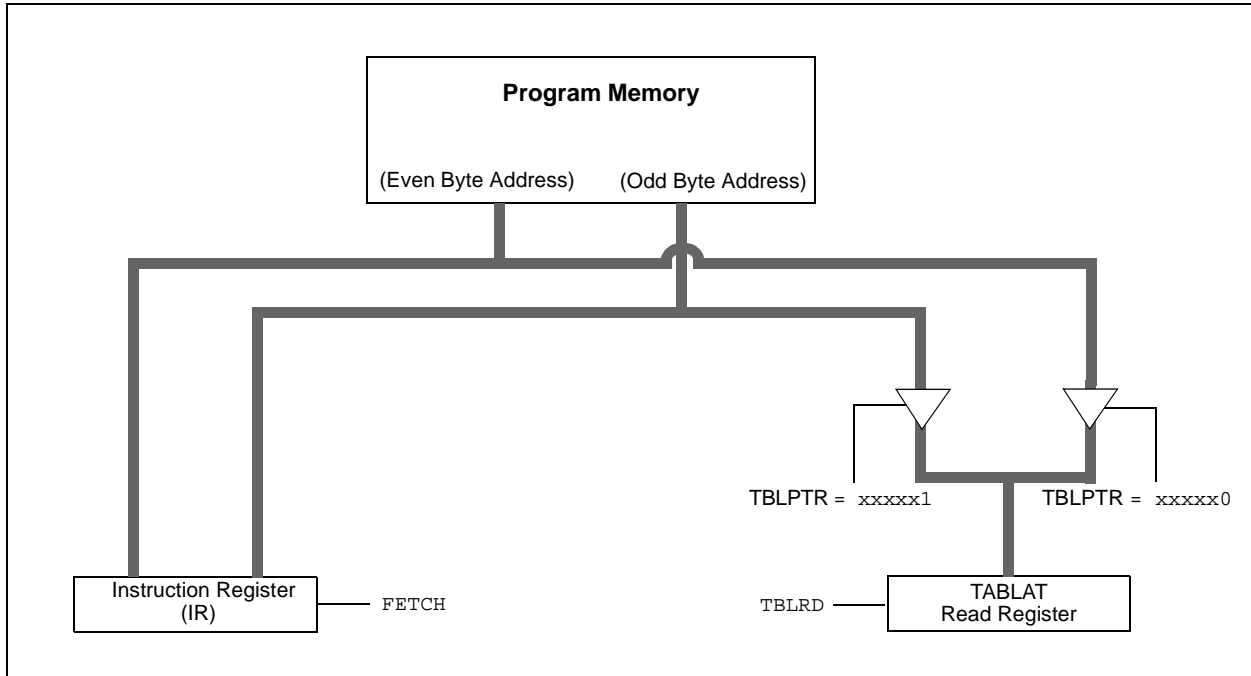 Program Memory
(Even Byte Address) (Odd Byte Address)
TBLPTR = xxxxx1
TBLPTR = xxxxx0
Instruction Register
(IR)
FETCH
TBLRD
TABLAT
Read Register